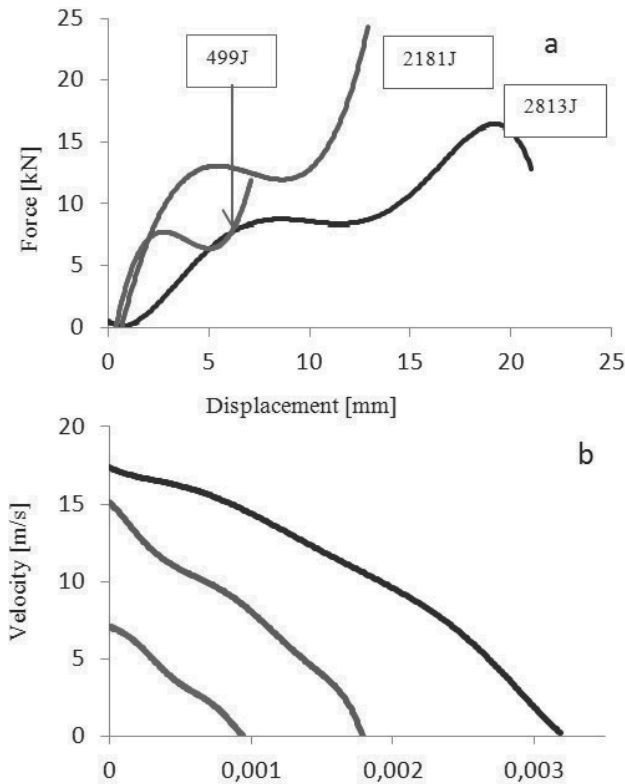 a
25
499J
2181J
20
2813J
15
Force [kN]
10
5
0
0 5 10 15 20 25
Displacement [mm]
20
b
15
Velocity [m/s]
10
5
0
0 0,001 0,002 0,003